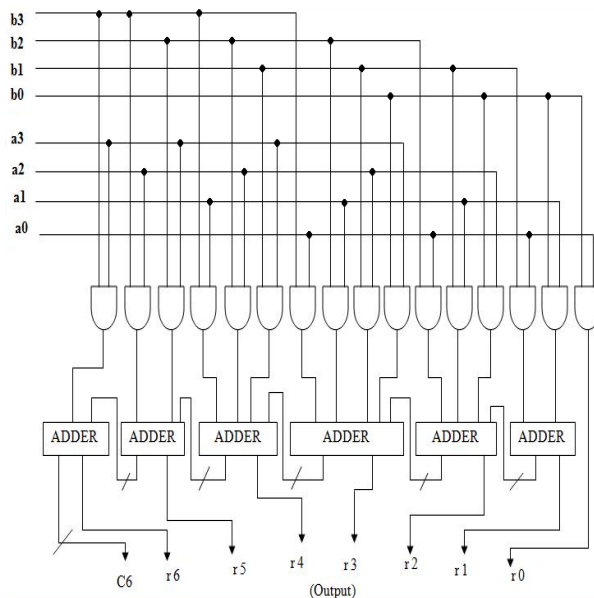 b3
b2
b1
b0
a3
a2
a1
a0
ADDER ADDER ADDER ADDER ADDER ADDER
C6 r6 r5 r4 r3 r2 r1 r0
(Output)